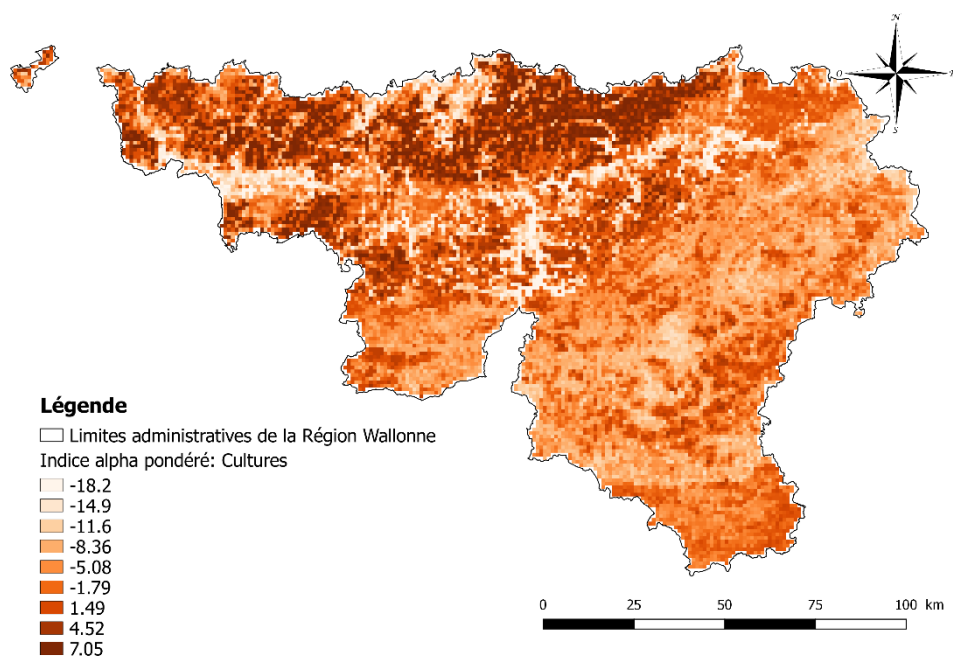 N
O
E
S
Légende
Limites administratives de la Région Wallonne
Indice alpha pondéré: Cultures
-18.2
-14.9
-11.6
-8.36
-5.08
-1.79
1.49
4.52
7.05
0 25 50 75 100 km